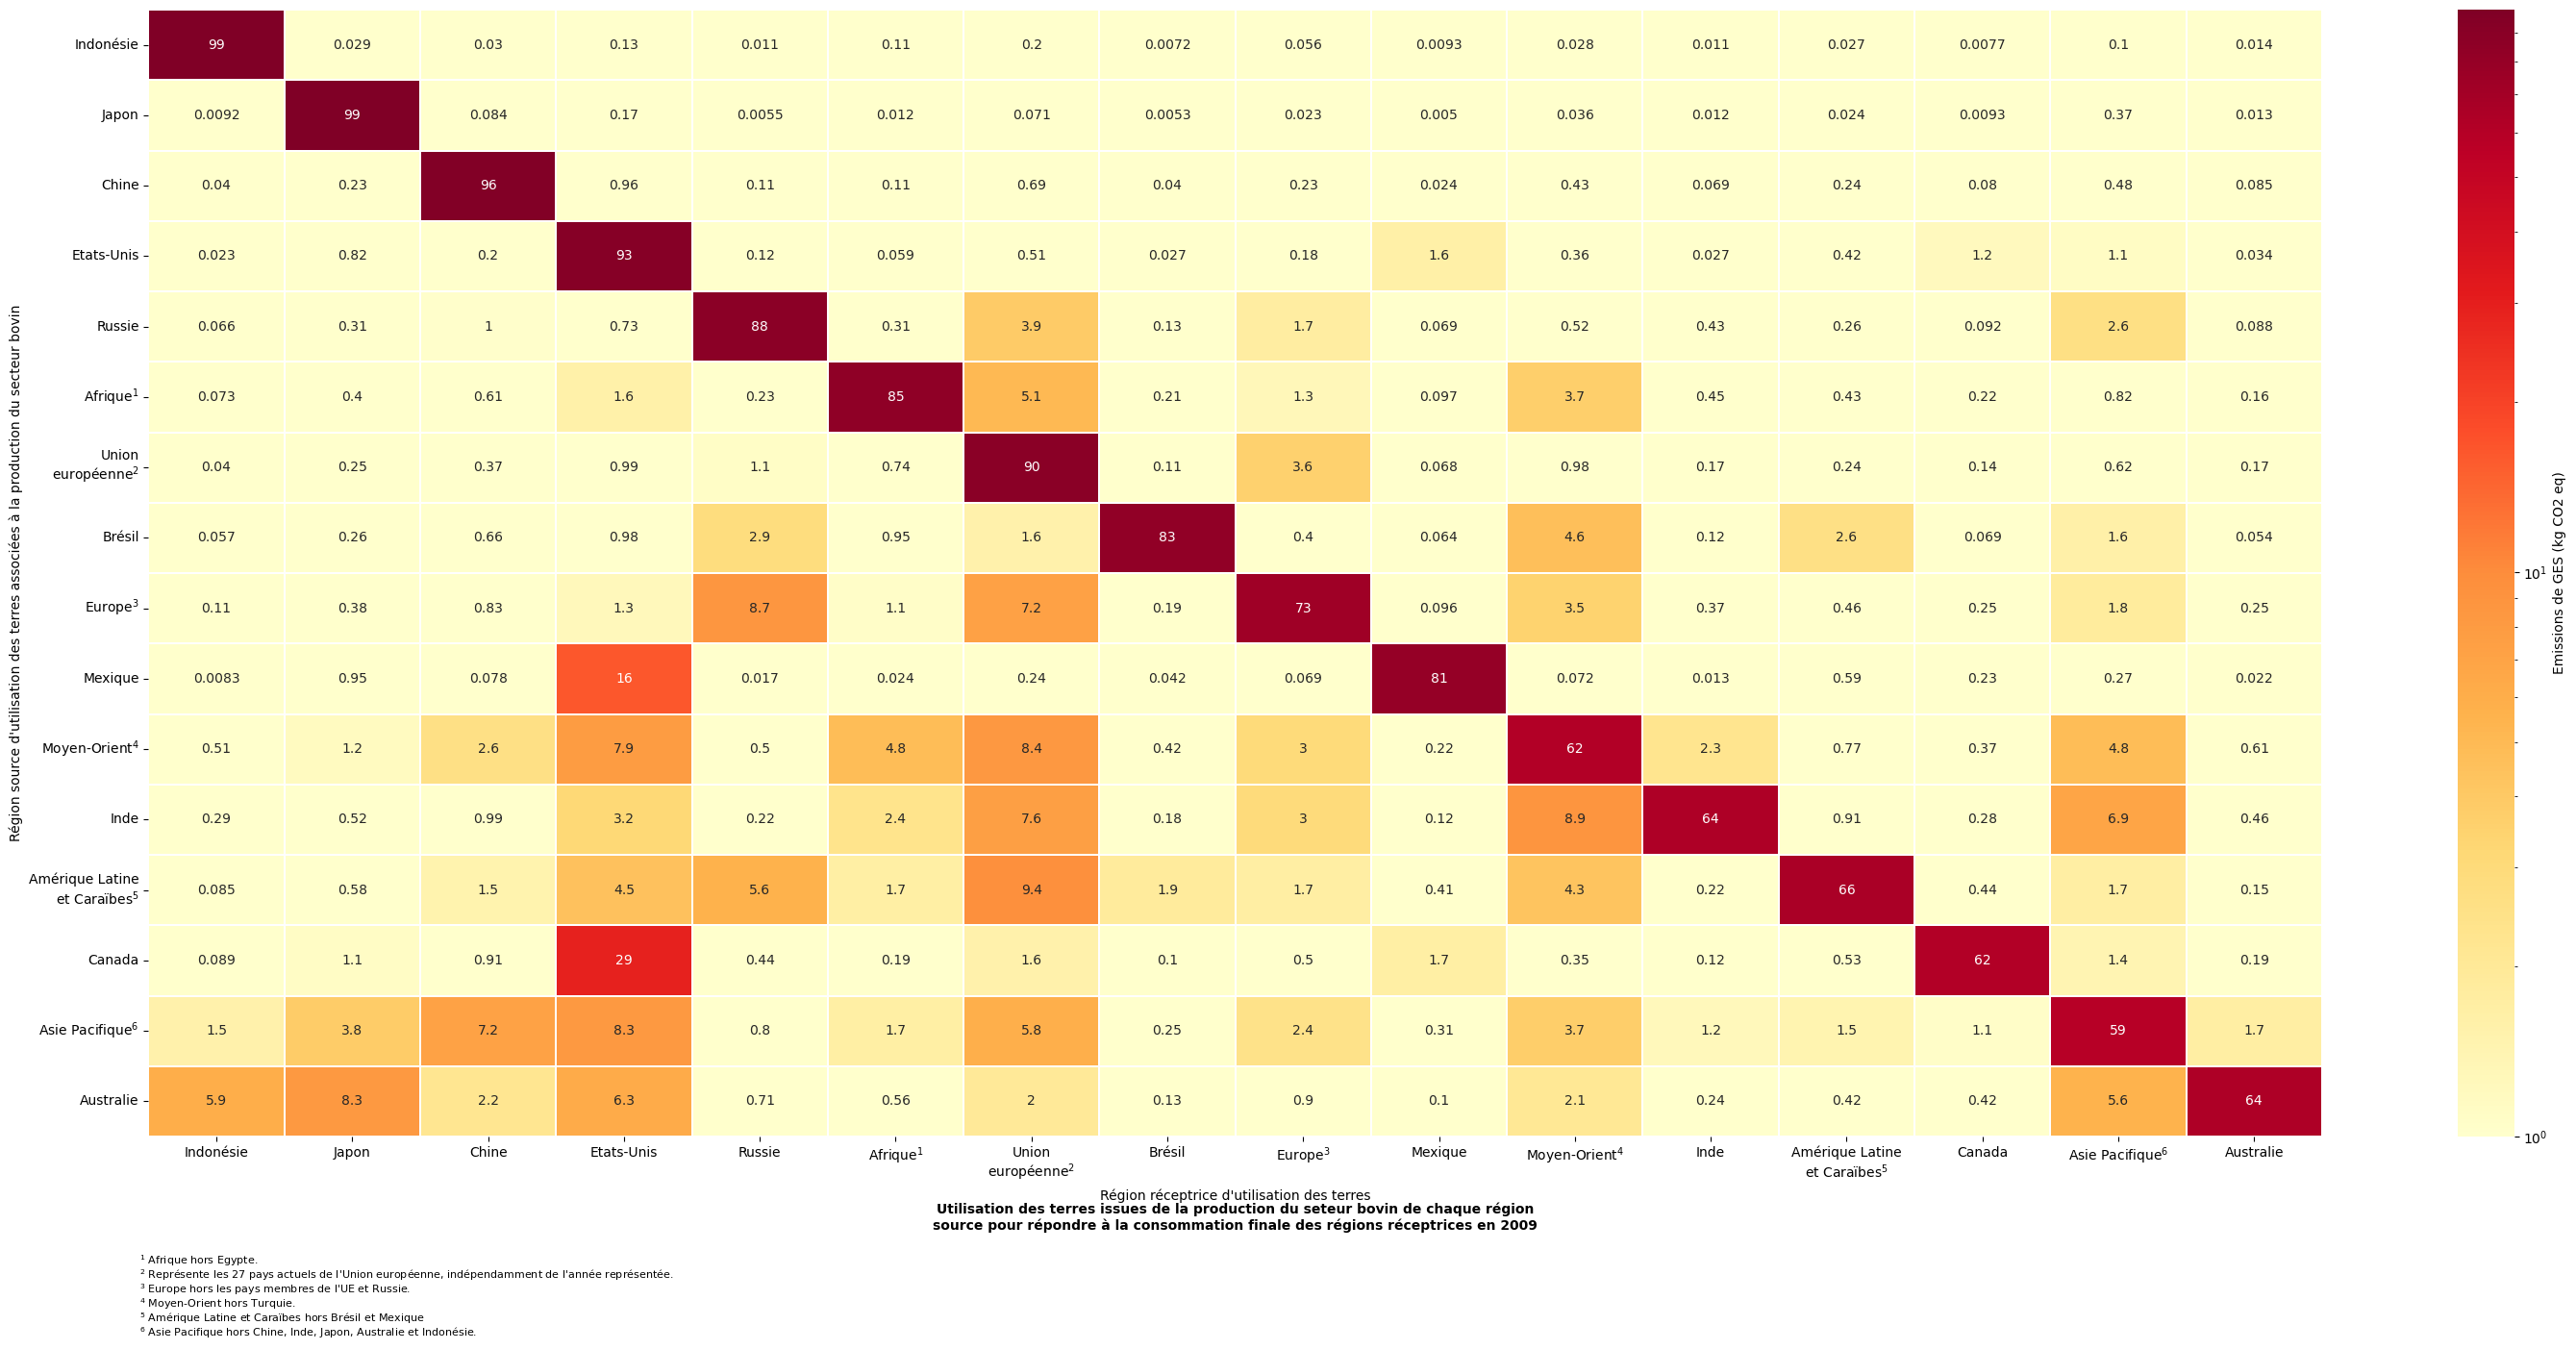 Indonésie 99 0.029 0.03 0.13 0.011 0.11 0.2 0.0072 0.056 0.0093 0.028 0.011 0.027 0.0077 0.1 0.014
Japon 0.0092 99 0.084 0.17 0.0055 0.012 0.071 0.0053 0.023 0.005 0.036 0.012 0.024 0.0093 0.37 0.013
Chine 0.04 0.23 96 0.96 0.11 0.11 0.69 0.04 0.23 0.024 0.43 0.069 0.24 0.08 0.48 0.085
Etats-Unis 0.023 0.82 0.2 93 0.12 0.059 0.51 0.027 0.18 1.6 0.36 0.027 0.42 1.2 1.1 0.034
Russie 0.066 0.31 1 0.73 88 0.31 3.9 0.13 1.7 0.069 0.52 0.43 0.26 0.092 2.6 0.088
Afrique¹ 0.073 0.4 0.61 1.6 0.23 85 5.1 0.21 1.3 0.097 3.7 0.45 0.43 0.22 0.82 0.16
Union
européenne² 0.04 0.25 0.37 0.99 1.1 0.74 90 0.11 3.6 0.068 0.98 0.17 0.24 0.14 0.62 0.17
Brésil 0.057 0.26 0.66 0.98 2.9 0.95 1.6 83 0.4 0.064 4.6 0.12 2.6 0.069 1.6 0.054
Europe³ 0.11 0.38 0.83 1.3 8.7 1.1 7.2 0.19 73 0.096 3.5 0.37 0.46 0.25 1.8 0.25
Mexique 0.0083 0.95 0.078 16 0.017 0.024 0.24 0.042 0.069 81 0.072 0.013 0.59 0.23 0.27 0.022
Moyen-Orient⁴ 0.51 1.2 2.6 7.9 0.5 4.8 8.4 0.42 3 0.22 62 2.3 0.77 0.37 4.8 0.61
Inde 0.29 0.52 0.99 3.2 0.22 2.4 7.6 0.18 3 0.12 8.9 64 0.91 0.28 6.9 0.46
Amérique Latine
et Caraïbes⁵ 0.085 0.58 1.5 4.5 5.6 1.7 9.4 1.9 1.7 0.41 4.3 0.22 66 0.44 1.7 0.15
Canada 0.089 1.1 0.91 29 0.44 0.19 1.6 0.1 0.5 1.7 0.35 0.12 0.53 62 1.4 0.19
Asie Pacifique⁶ 1.5 3.8 7.2 8.3 0.8 1.7 5.8 0.25 2.4 0.31 3.7 1.2 1.5 1.1 59 1.7
Australie 5.9 8.3 2.2 6.3 0.71 0.56 2 0.13 0.9 0.1 2.1 0.24 0.42 0.42 5.6 64
Indonésie Japon Chine Etats-Unis Russie Afrique¹ Union Brésil Europe³ Mexique Moyen-Orient⁴ Inde Amérique Latine Canada Asie Pacifique⁶ Australie
européenne² et Caraïbes⁵
Région source d'utilisation des terres associées à la production du secteur bovin
10¹
10⁰
Emissions de GES (kg CO2 eq)
Région réceptrice d'utilisation des terres
Utilisation des terres issues de la production du seteur bovin de chaque région
source pour répondre à la consommation finale des régions réceptrices en 2009
¹ Afrique hors Egypte.
² Représente les 27 pays actuels de l'Union européenne, indépendamment de l'année représentée.
³ Europe hors les pays membres de l'UE et Russie.
⁴ Moyen-Orient hors Turquie.
⁵ Amérique Latine et Caraïbes hors Brésil et Mexique
⁶ Asie Pacifique hors Chine, Inde, Japon, Australie et Indonésie.